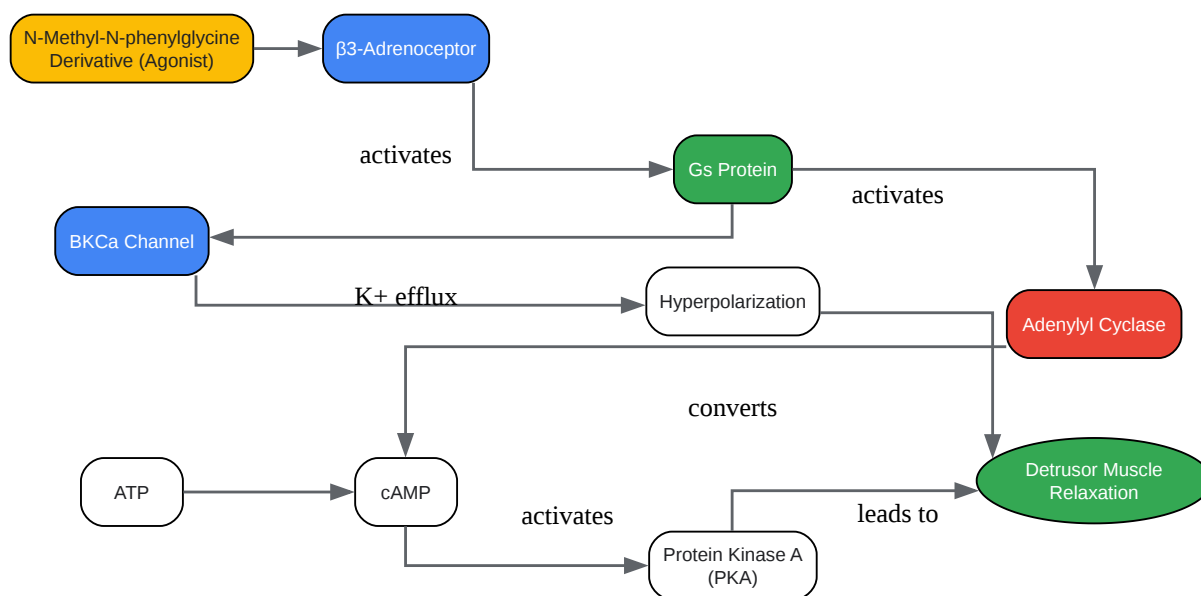 N-Methyl-N-phenylglycine
Derivative (Agonist)
β3-Adrenoceptor
activates
Gs Protein
activates
BKCa Channel
K+ efflux
Hyperpolarization
Adenylyl Cyclase
converts
ATP
cAMP
Detrusor Muscle
Relaxation
activates
leads to
Protein Kinase A
(PKA)